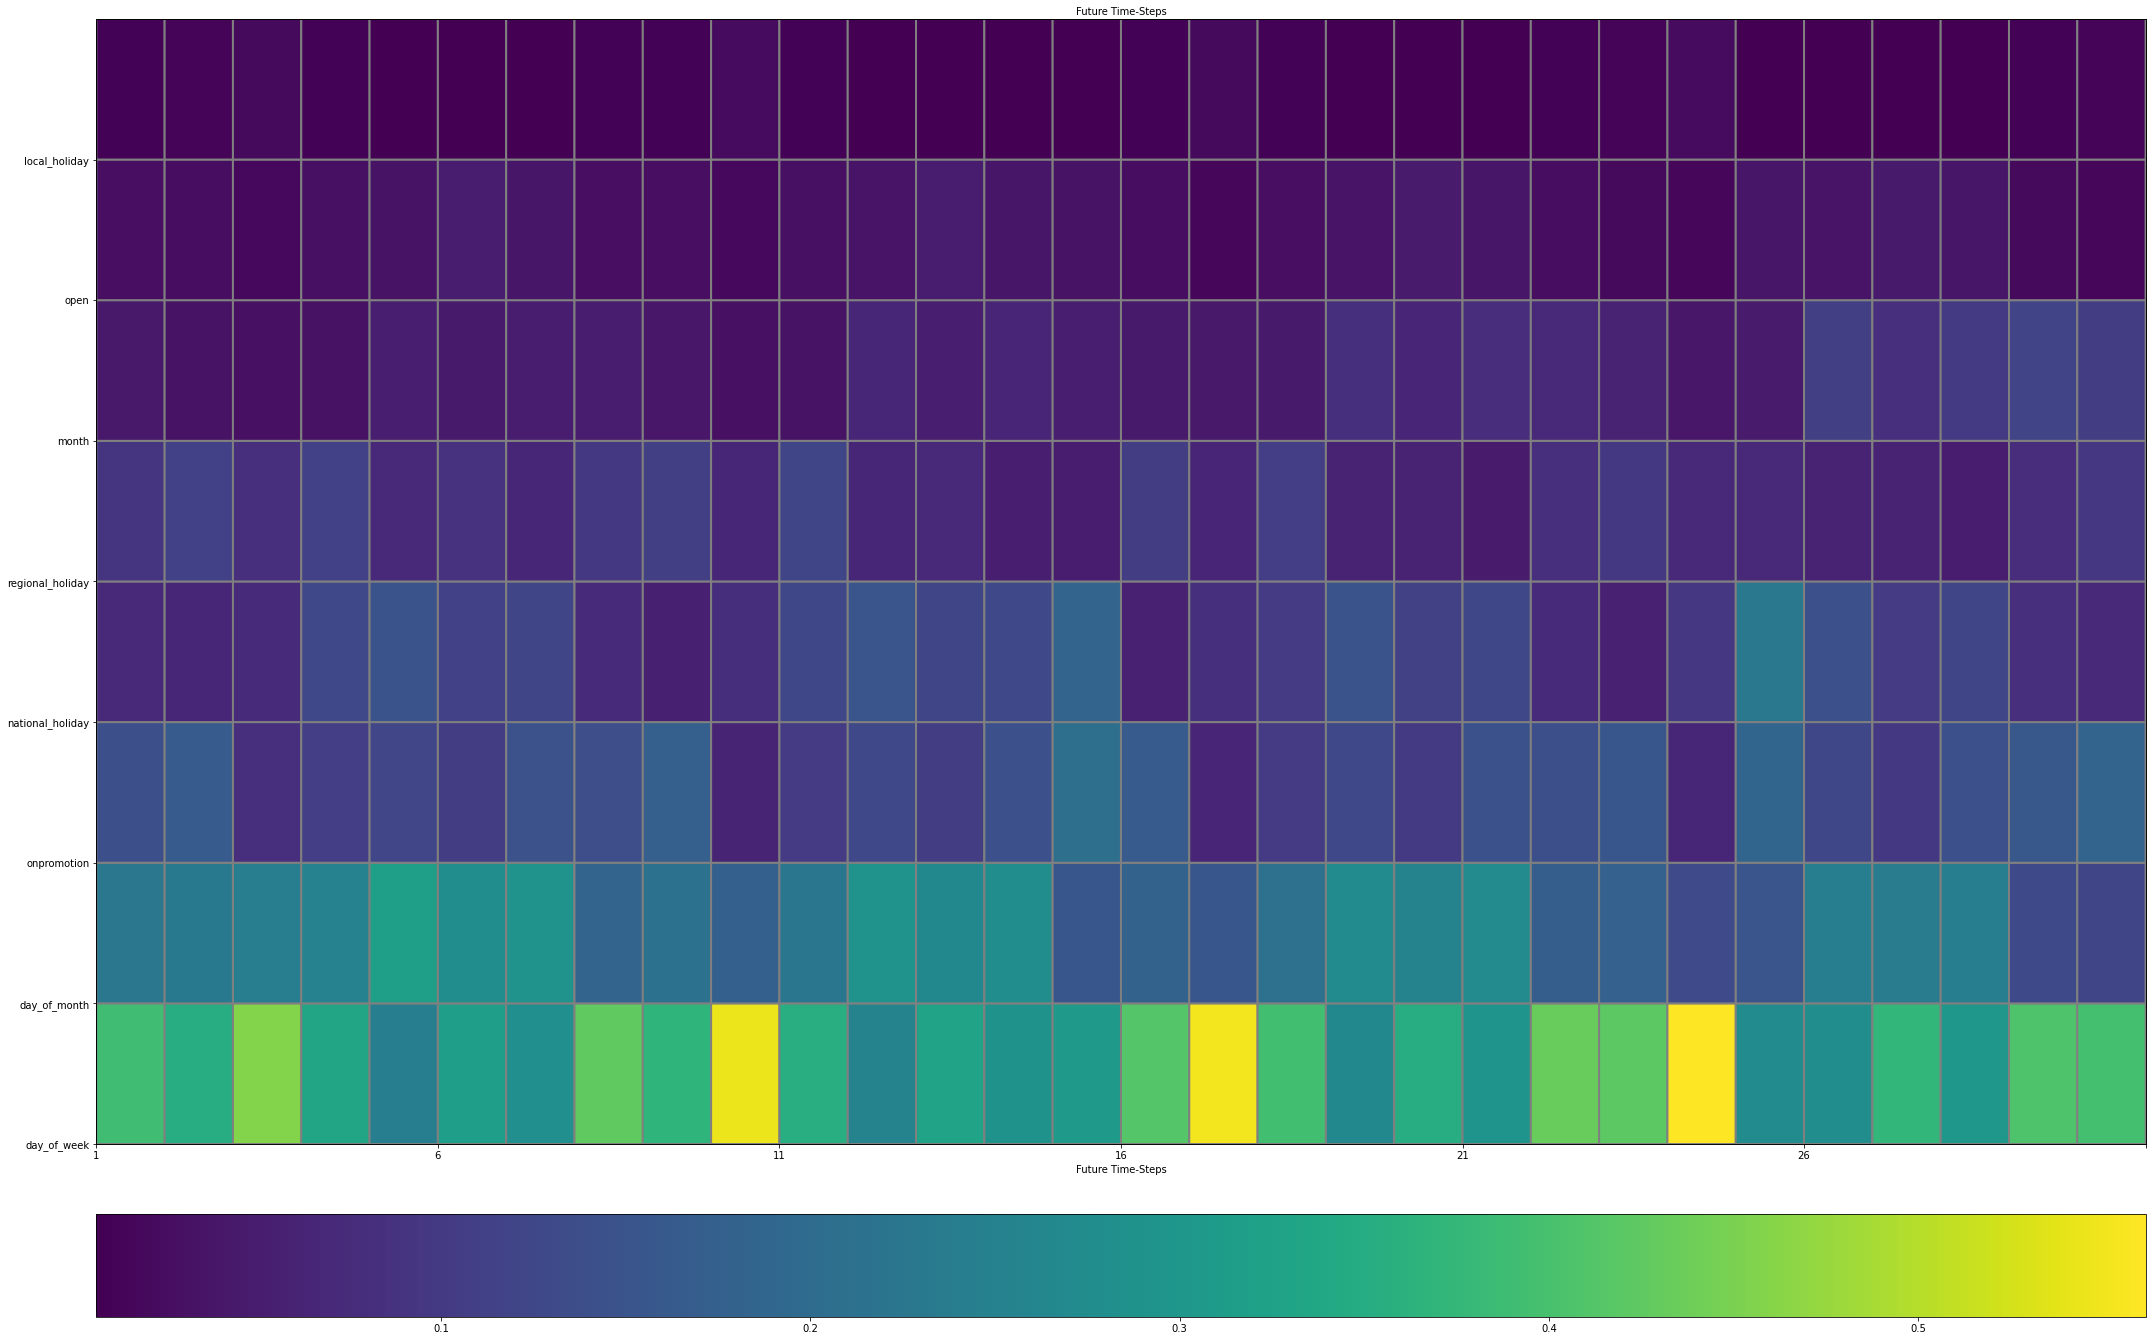 Future Time-Steps
local_holiday
open
month
regional_holiday
national_holiday
onpromotion
day_of_month
day_of_week
1 6 11 16 21 26
Future Time-Steps
0.1 0.2 0.3 0.4 0.5